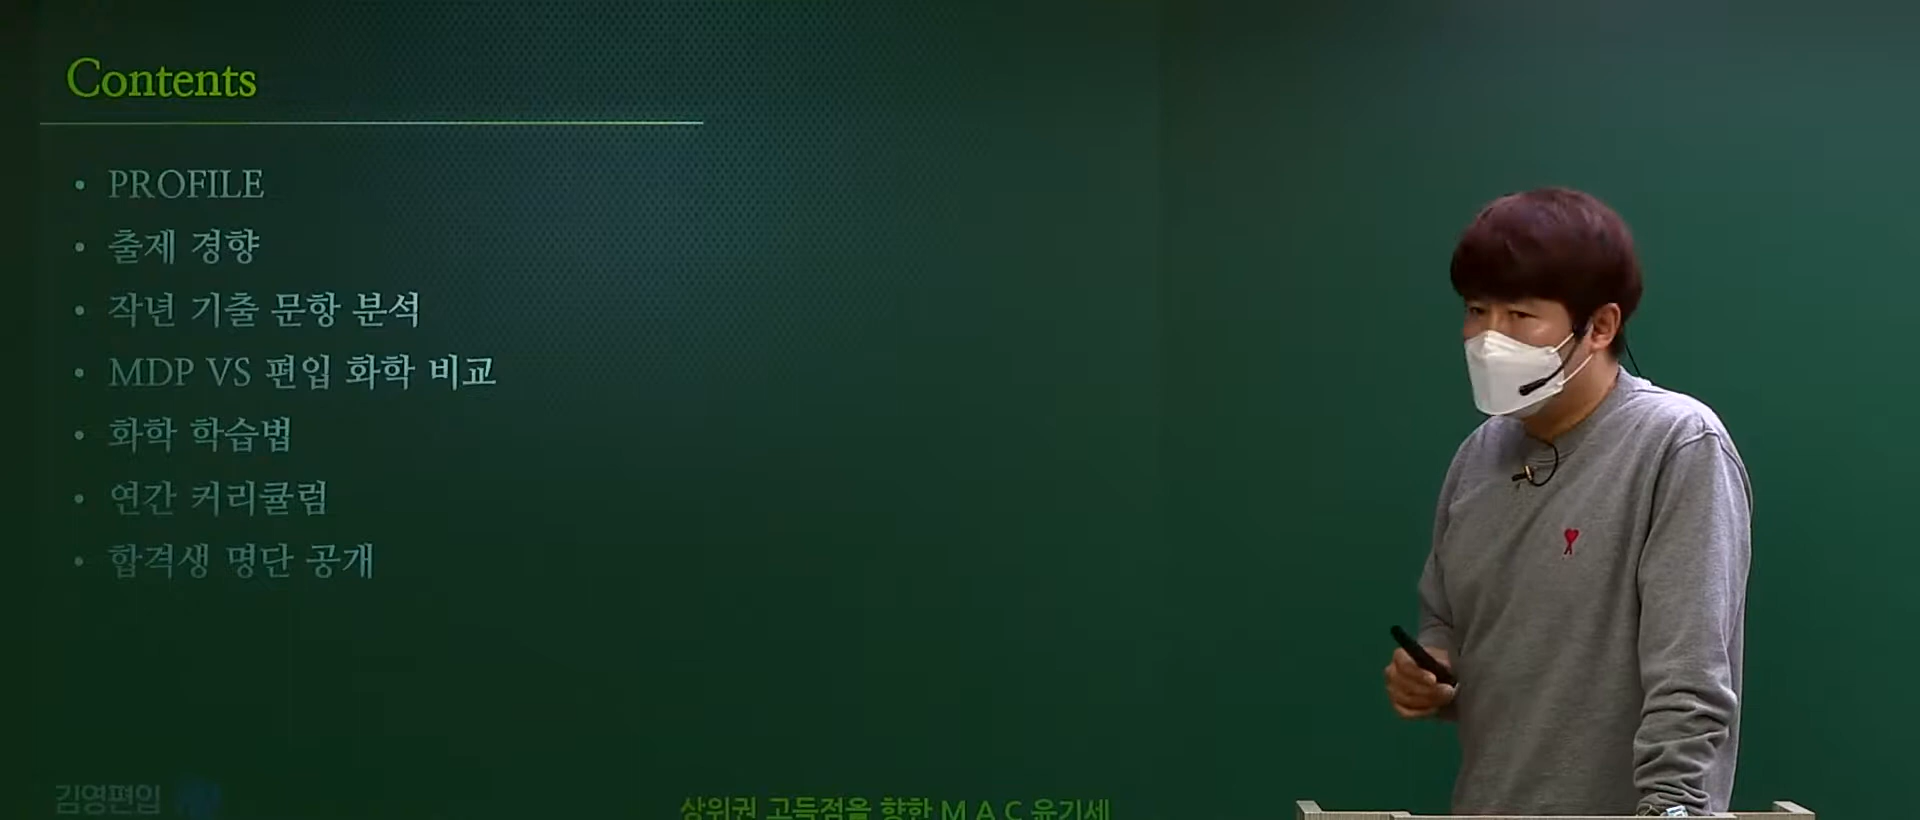 Contents
• PROFILE
• 출제 경향
• 작년 기출 문항 분석
• MDP VS 편입 화학 비교
• 화학 학습법
• 연간 커리큘럼
• 합격생 명단 공개
김영편입
상위권 고득점을 향한 M A C 윤기세